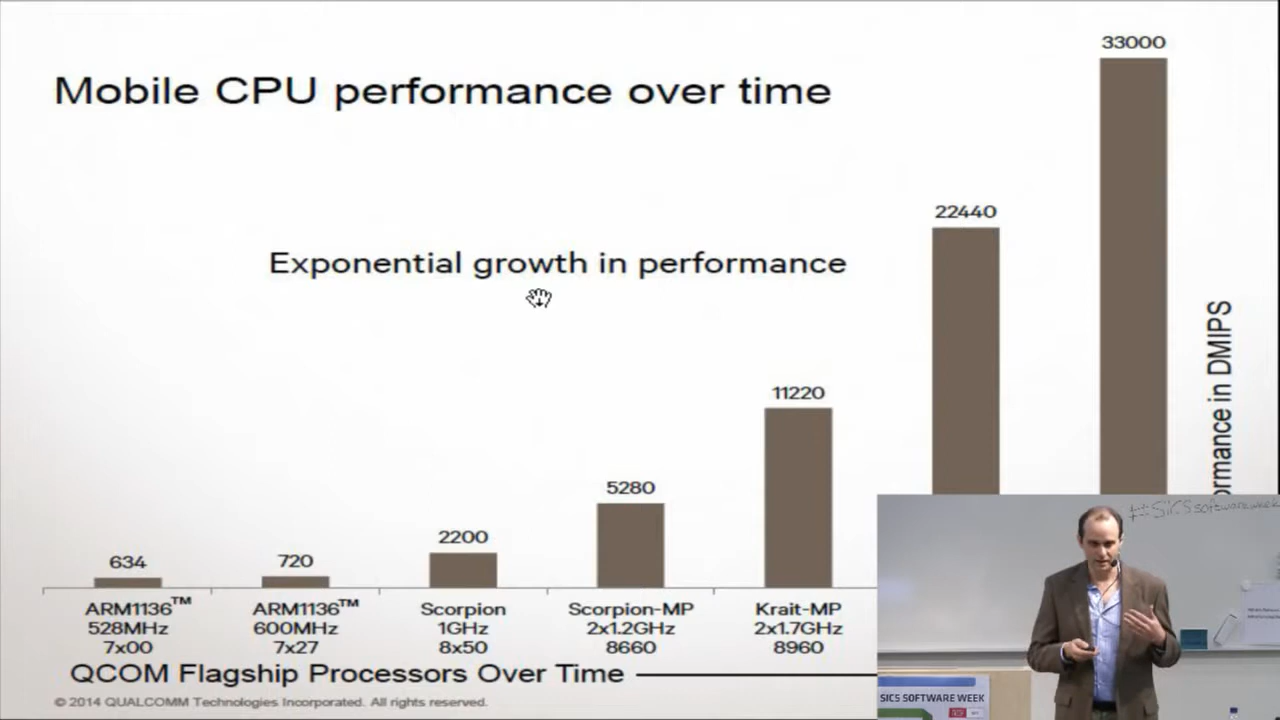 Mobile CPU performance over time
Exponential growth in performance
634
720
2200
5280
11220
22440
33000
ARM1136™
528MHz
7x00
ARM1136™
600MHz
7x27
Scorpion
1GHz
8x50
Scorpion-MP
2x1.2GHz
8660
Krait-MP
2x1.7GHz
8960
ormance in DMIPS
QCOM Flagship Processors Over Time
© 2014 QUALCOMM Technologies Incorporated. All rights reserved.
#SICSsoftwareweek
SICS SOFTWARE WEEK